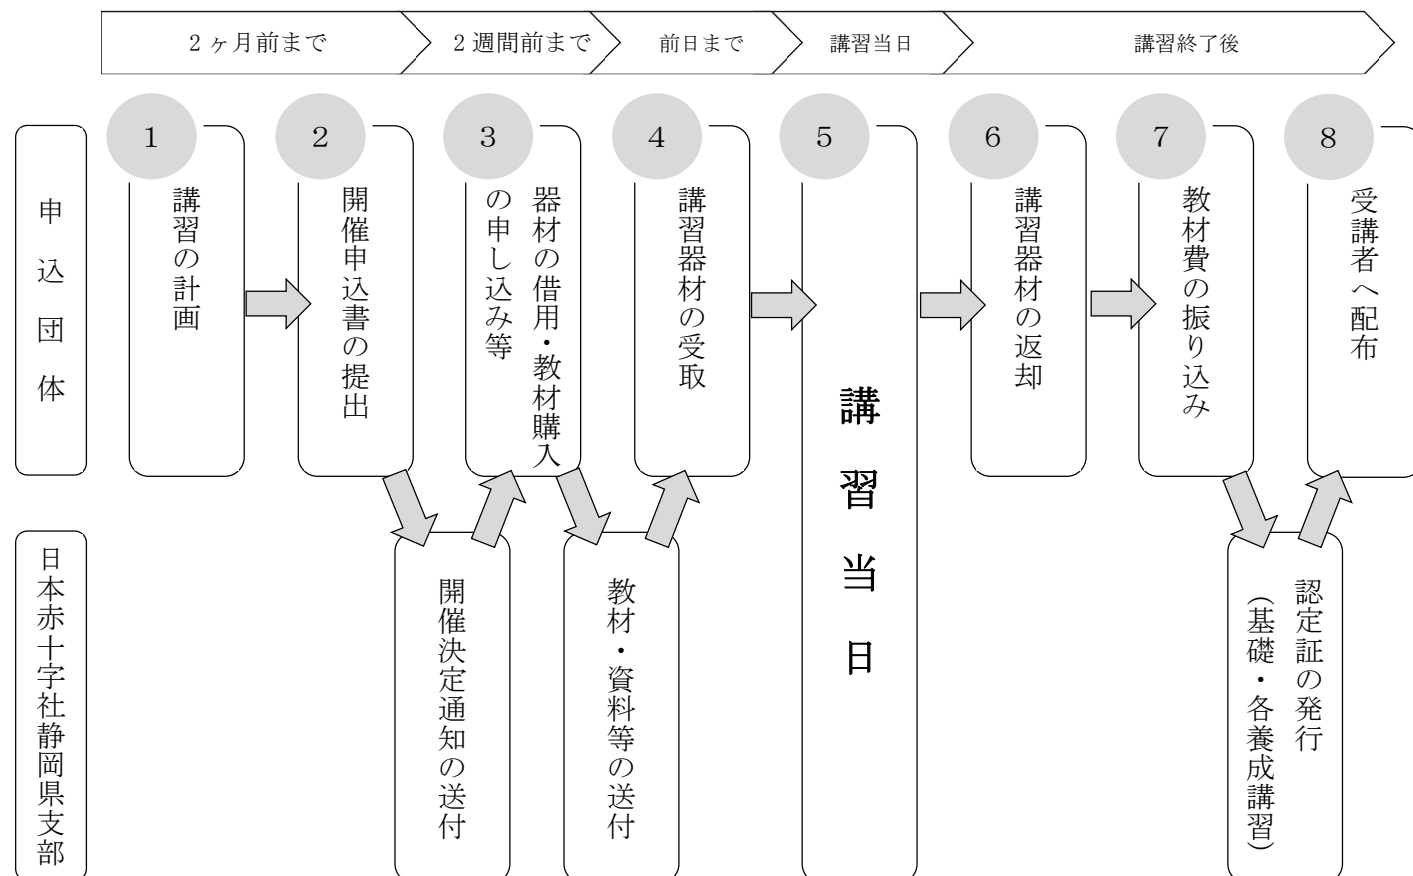 ２ヶ月前まで
２週間前まで
前日まで
講習当日
講習終了後
申込団体
1
講習の計画
2
開催申込書の提出
3
器材の借用・教材購入
の申し込み等
4
講習器材の受取
5
講習当日
6
講習器材の返却
7
教材費の振り込み
8
受講者へ配布
日本赤十字社静岡県支部
開催決定通知の送付
教材・資料等の送付
認定証の発行
(基礎・各養成講習)